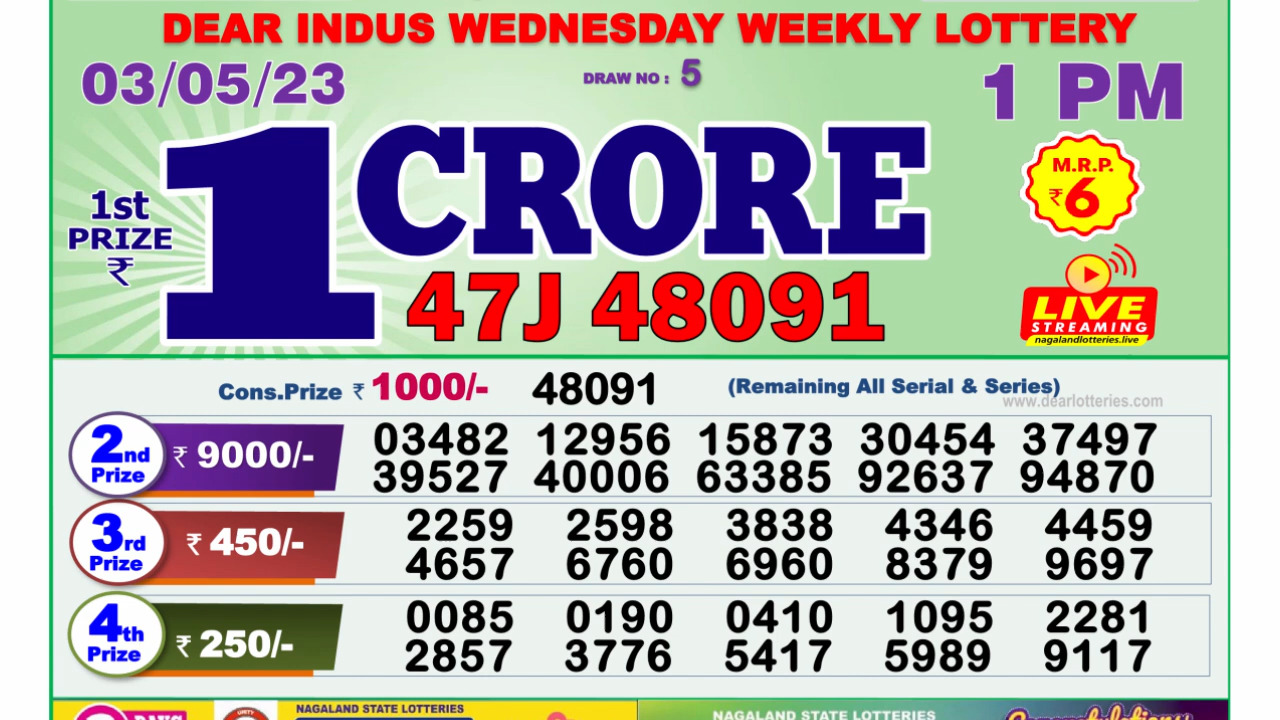 DEAR INDUS WEDNESDAY WEEKLY LOTTERY
03/05/23
DRAW NO : 5
1 PM
1st
PRIZE
₹
1 CRORE
47J 48091
M.R.P.
₹6
LIVE
STREAMING
nagalandlotteries.live
Cons.Prize ₹ 1000/- 48091 (Remaining All Serial & Series)
www.dearlotteries.com
2nd Prize ₹ 9000/-
03482 12956 15873 30454 37497
39527 40006 63385 92637 94870
3rd Prize ₹ 450/-
2259 2598 3838 4346 4459
4657 6760 6960 8379 9697
4th Prize ₹ 250/-
0085 0190 0410 1095 2281
2857 3776 5417 5989 9117
NAGALAND STATE LOTTERIES
NAGALAND STATE LOTTERIES